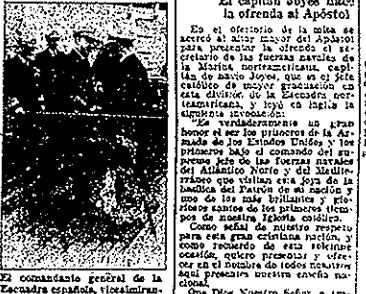 El capitán Joyes hace
la ofrenda al Apóstol
En el ofertorio de la misa se
acercó al altar mayor del Apóstol
para presentar la ofrenda el se-
cretario de las fuerzas navales de
la Marina norteamericana, capi-
tán de navío Joyes, que es el jefe
católico de mayor graduación en
esta división de la Escuadra nor-
teamericana, y leyó en inglés la
siguiente invocación:
"Es verdaderamente un gran
honor el ser los primeros de la Ar-
mada de los Estados Unidos y los
primeros bajo el comando del su-
premo jefe de las fuerzas navales
del Atlántico Norte y del Medite-
rráneo que visitan esta joya de la
basílica del Patrón de su nación y
uno de los más brillantes y glo-
riosos santos de los primeros tiem-
pos de nuestra Iglesia católica.
Como señal de nuestro respeto
para esta gran cristiana nación, y
como recuerdo de esta solemne
ocasión, quiero presentar y ofre-
cer en el nombre de todos nosotros
aquí presentes nuestra enseña na-
cional.
Que Dios Nuestro Señor
El comandante general de la
Escuadra española, vicealmiran-